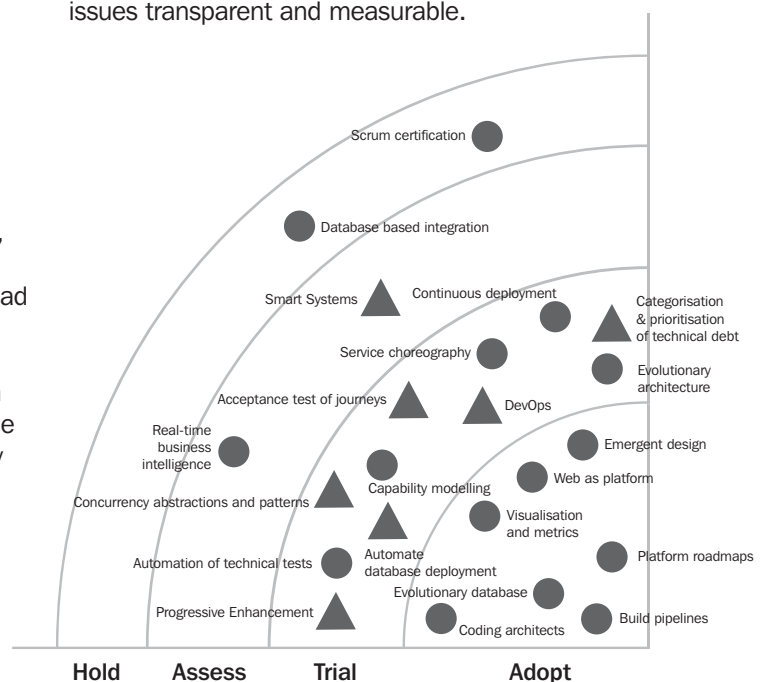 issues transparent and measurable.
Scrum certification
Database based integration
ad
Smart Systems
Continuous deployment
Categorisation
& prioritisation
of technical debt
Service choreography
Evolutionary
architecture
Acceptance test of journeys
DevOps
e
Real-time
business
intelligence
Emergent design
Capability modelling
Web as platform
Concurrency abstractions and patterns
Visualisation
and metrics
Automation of technical tests
Automate
database deployment
Platform roadmaps
Evolutionary database
Progressive Enhancement
Coding architects
Build pipelines
Hold
Assess
Trial
Adopt